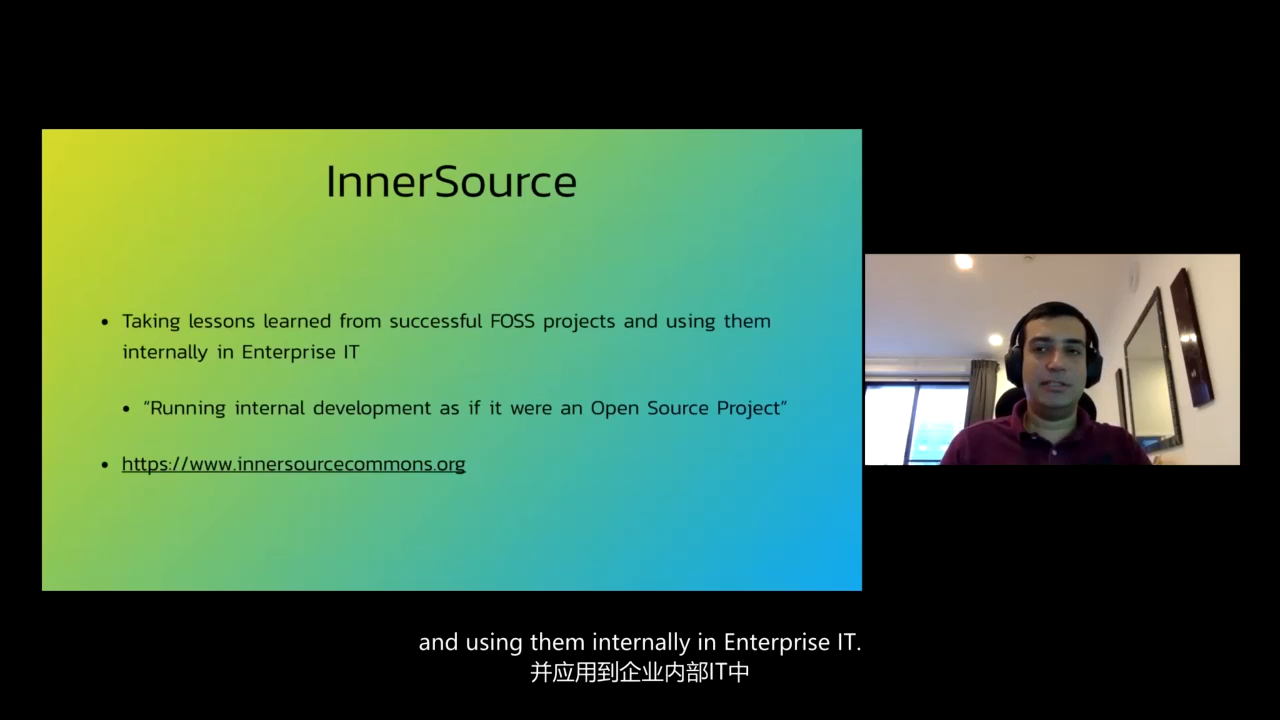 InnerSource
• Taking lessons learned from successful FOSS projects and using them
internally in Enterprise IT
• “Running internal development as if it were an Open Source Project”
• https://www.innersourcecommons.org
and using them internally in Enterprise IT.
并应用到企业内部IT中